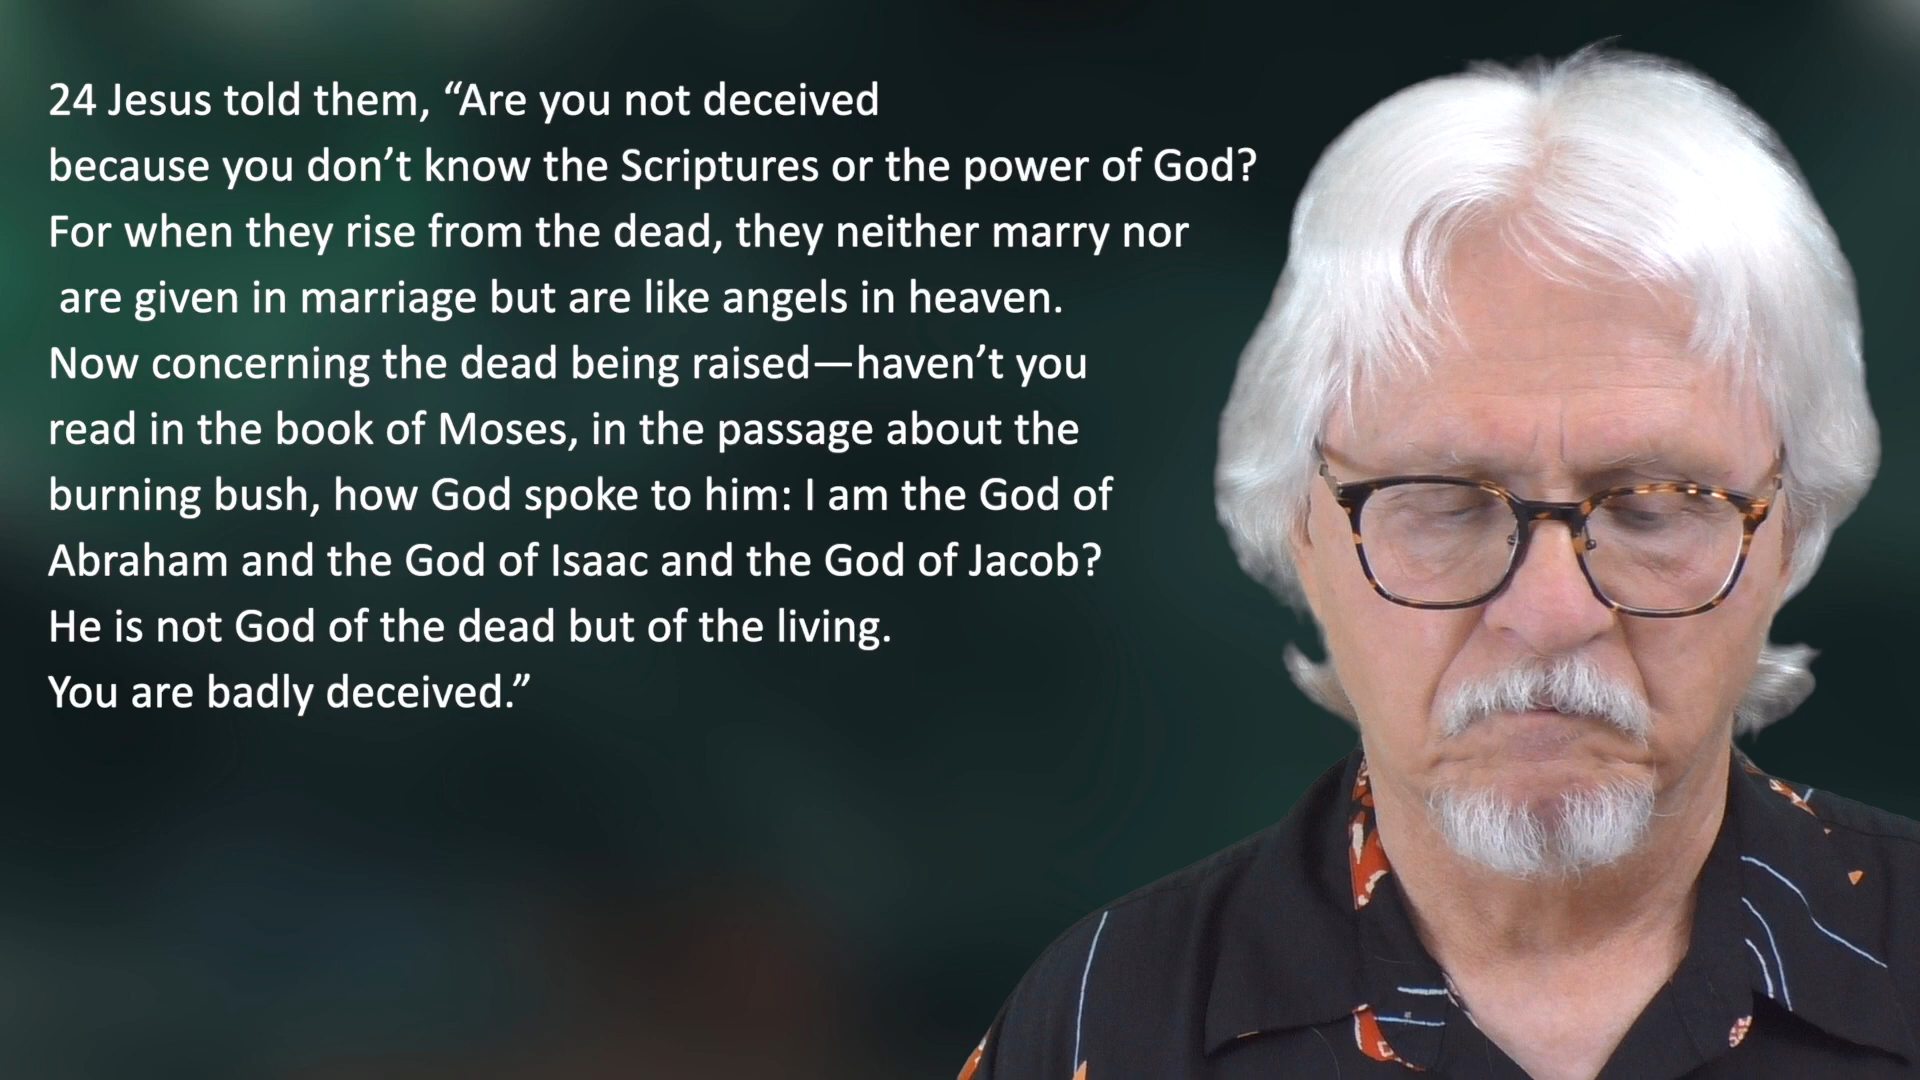 24 Jesus told them, “Are you not deceived
because you don’t know the Scriptures or the power of God?
For when they rise from the dead, they neither marry nor
are given in marriage but are like angels in heaven.
Now concerning the dead being raised—haven’t you
read in the book of Moses, in the passage about the
burning bush, how God spoke to him: I am the God of
Abraham and the God of Isaac and the God of Jacob?
He is not God of the dead but of the living.
You are badly deceived.”